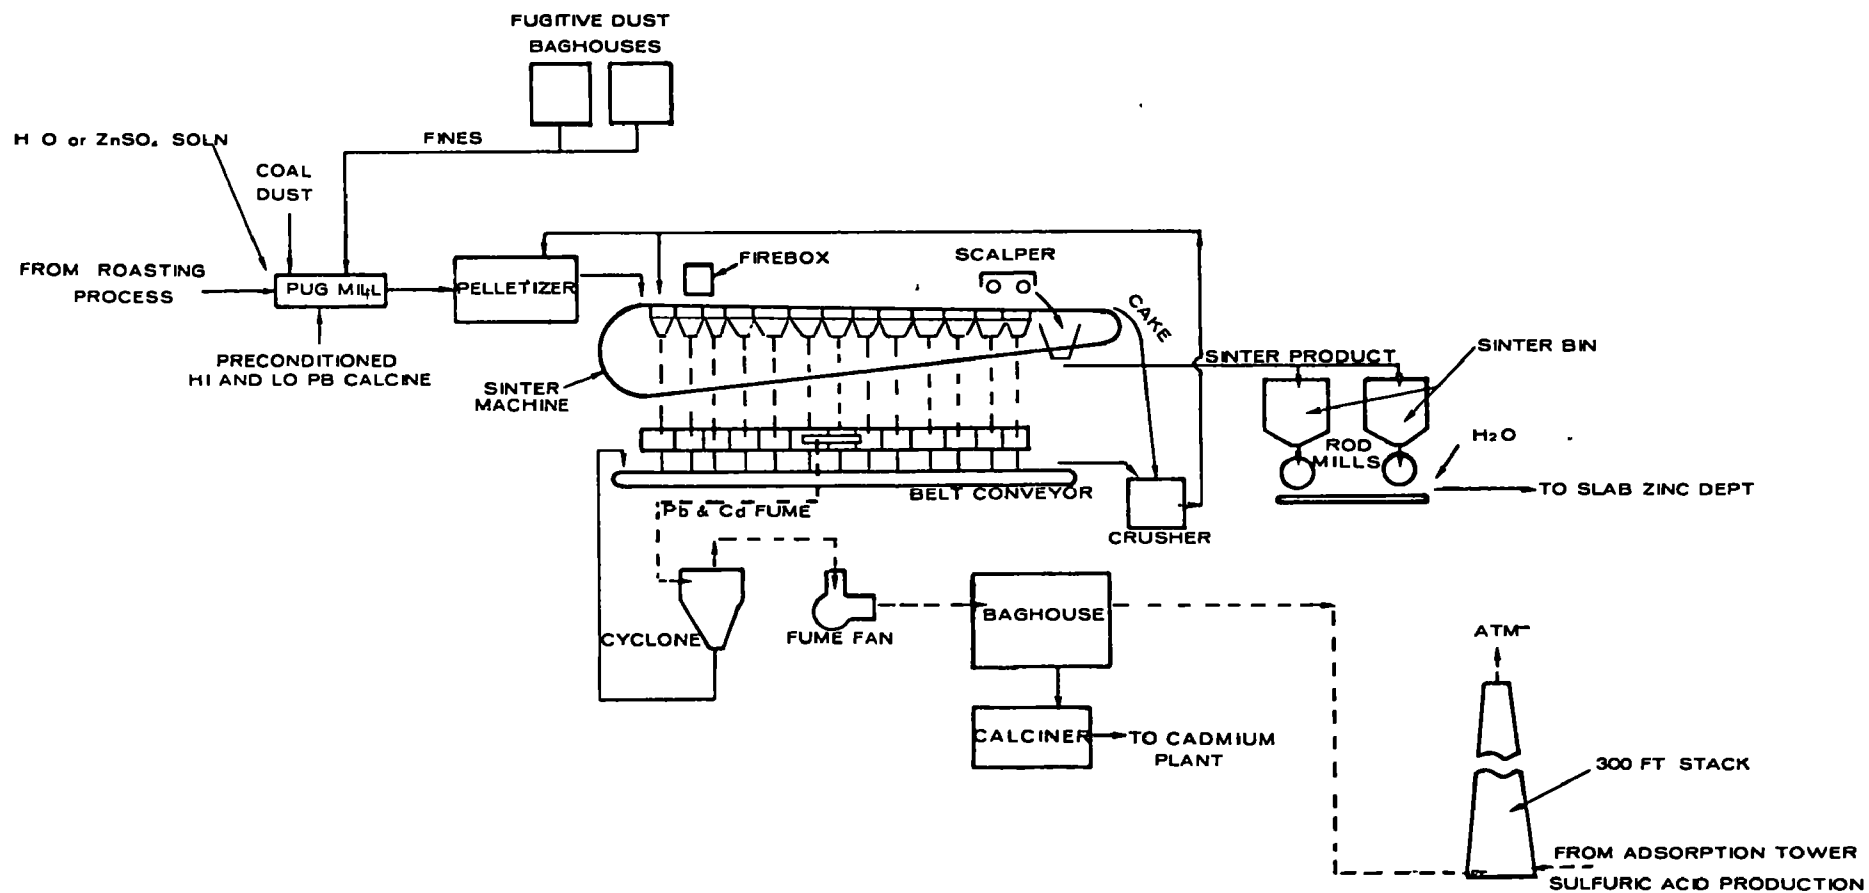 FUGITIVE DUST
BAGHOUSES
H O or ZnSO4 SOLN
FINES
COAL
DUST
FROM ROASTING
PROCESS
PUG MILL
PELLETIZER
FIREBOX
SCALPER
CAKE
PRECONDITIONED
HI AND LO PB CALCINE
SINTER
MACHINE
SINTER PRODUCT
SINTER BIN
ROD
MILLS
H2O
TO SLAB ZINC DEPT
BELT CONVEYOR
Pb & Cd FUME
CRUSHER
CYCLONE
FUME FAN
BAGHOUSE
CALCINER
TO CADMIUM
PLANT
ATM
300 FT STACK
FROM ADSORPTION TOWER
SULFURIC ACID PRODUCTION